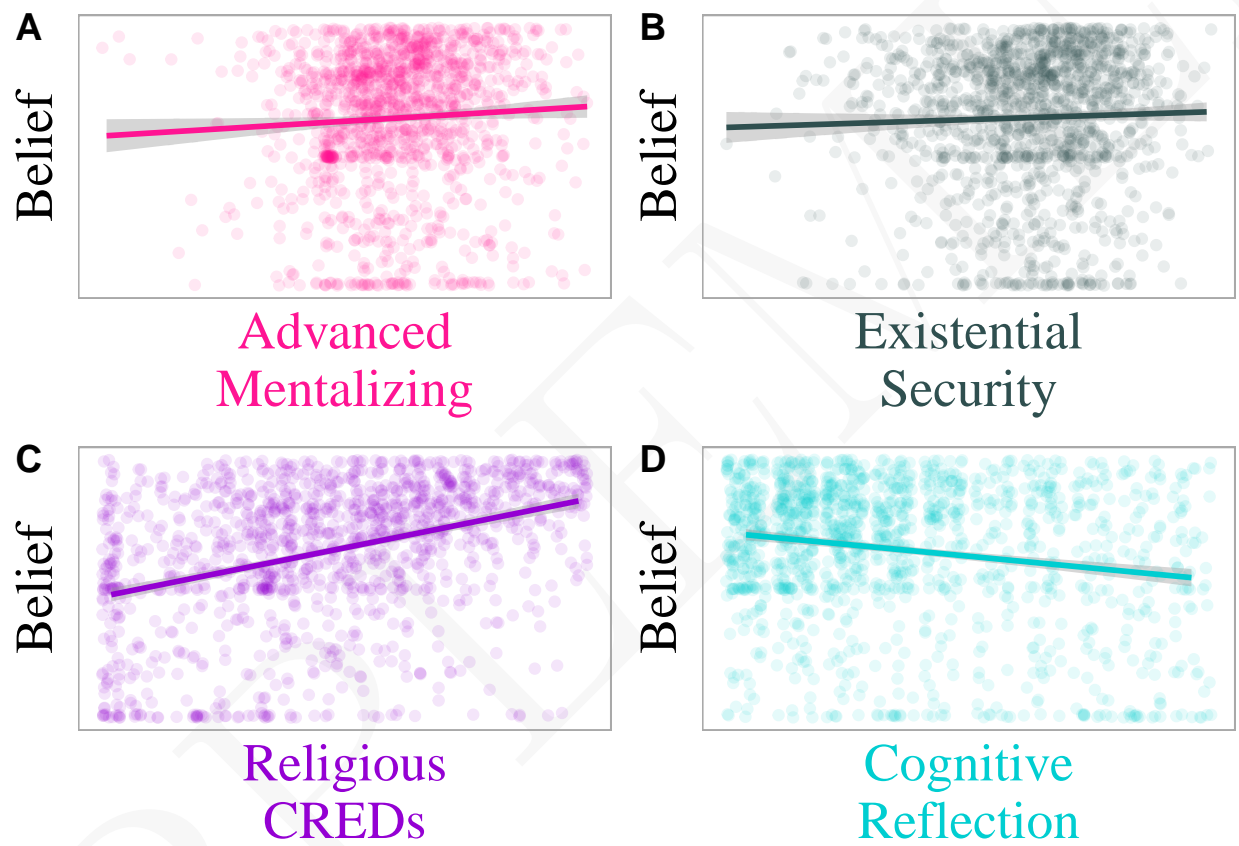 A
B
Belief
Belief
Advanced
Mentalizing
Existential
Security
C
D
Belief
Belief
Religious
CREDs
Cognitive
Reflection